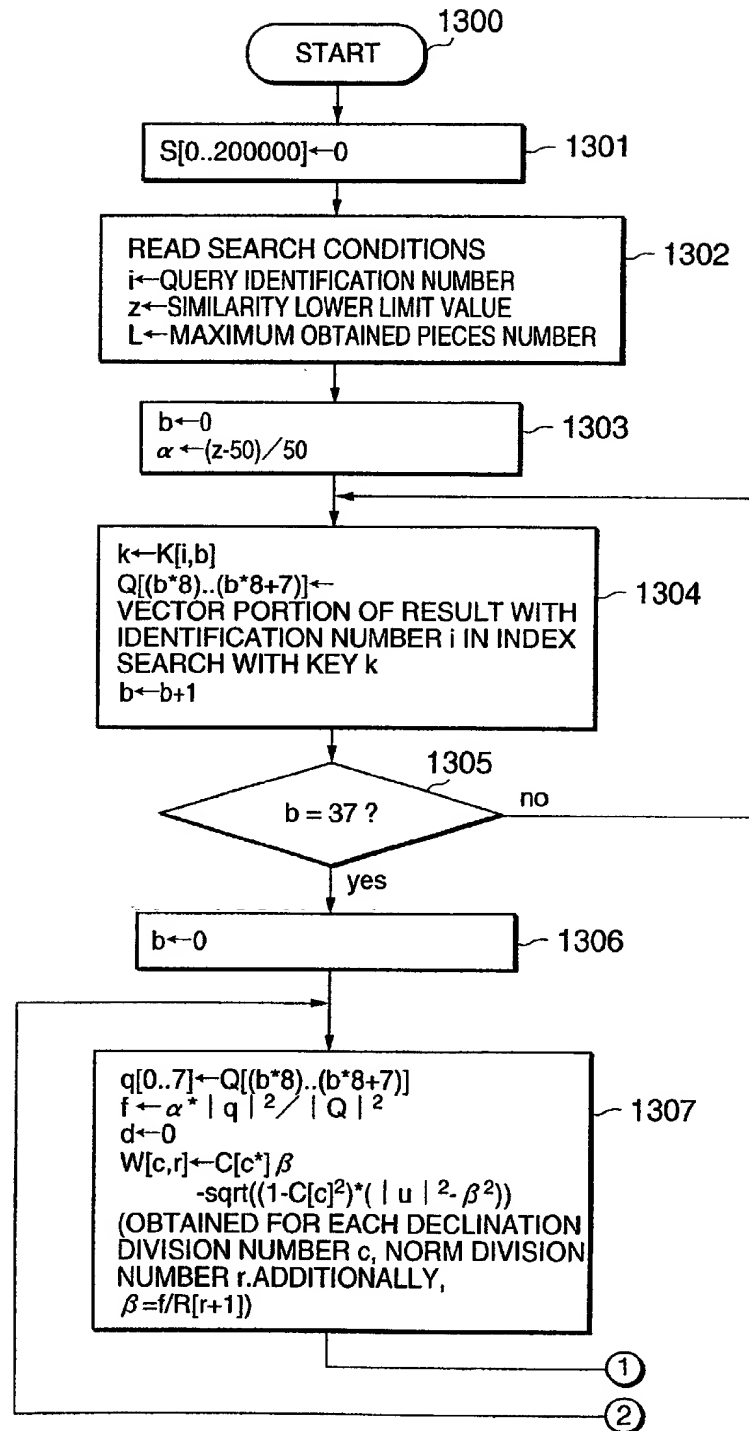 START
1300
S[0..200000]←0
1301
READ SEARCH CONDITIONS
i←QUERY IDENTIFICATION NUMBER
z←SIMILARITY LOWER LIMIT VALUE
L←MAXIMUM OBTAINED PIECES NUMBER
1302
b←0
α←(z-50)/50
1303
k←K[i,b]
Q[(b*8)..(b*8+7)]←
VECTOR PORTION OF RESULT WITH
IDENTIFICATION NUMBER i IN INDEX
SEARCH WITH KEY k
b←b+1
1304
1305
b = 37 ?
no
yes
b←0
1306
q[0..7]←Q[(b*8)..(b*8+7)]
f←α*|q|²/|Q|²
d←0
W[c,r]←C[c*]β
-sqrt((1-C[c]²)*(|u|²-β²))
(OBTAINED FOR EACH DECLINATION
DIVISION NUMBER c, NORM DIVISION
NUMBER r.ADDITIONALLY,
β=f/R[r+1])
1307
1
2